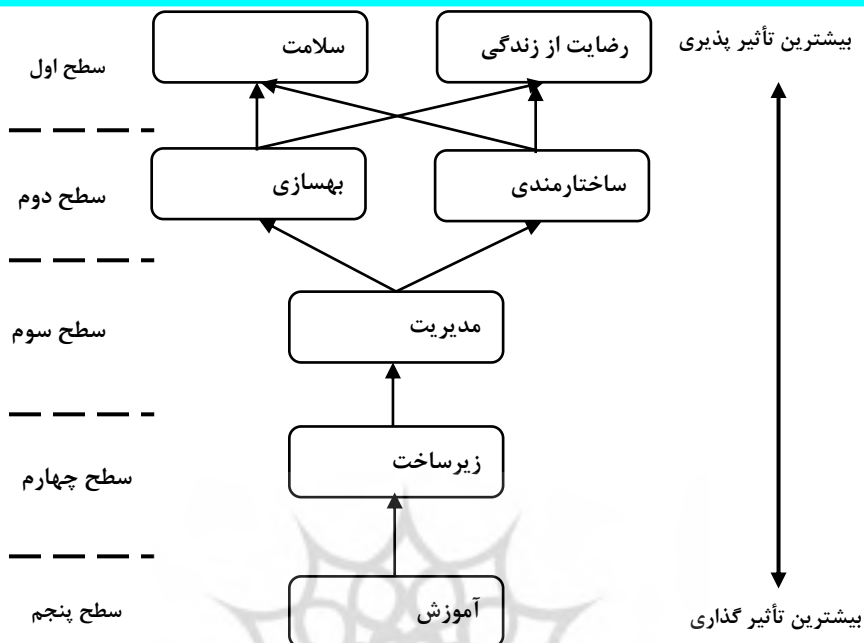 بیشترین تأثیر پذیری
رضایت از زندگی
سلامت
سطح اول
ساختارمندی
بهسازی
سطح دوم
مدیریت
سطح سوم
زیرساخت
سطح چهارم
بیشترین تأثیر گذاری
آموزش
سطح پنجم